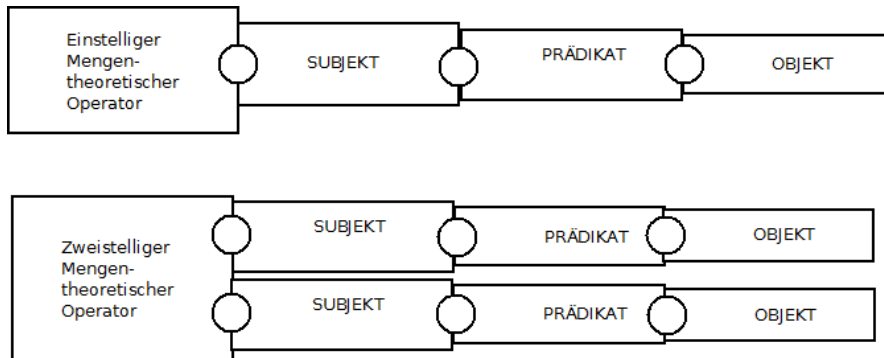 Einstelliger
Mengen-
theoretischer
Operator
SUBJEKT
PRÄDIKAT
OBJEKT
Zweistelliger
Mengen-
theoretischer
Operator
SUBJEKT
PRÄDIKAT
OBJEKT
SUBJEKT
PRÄDIKAT
OBJEKT